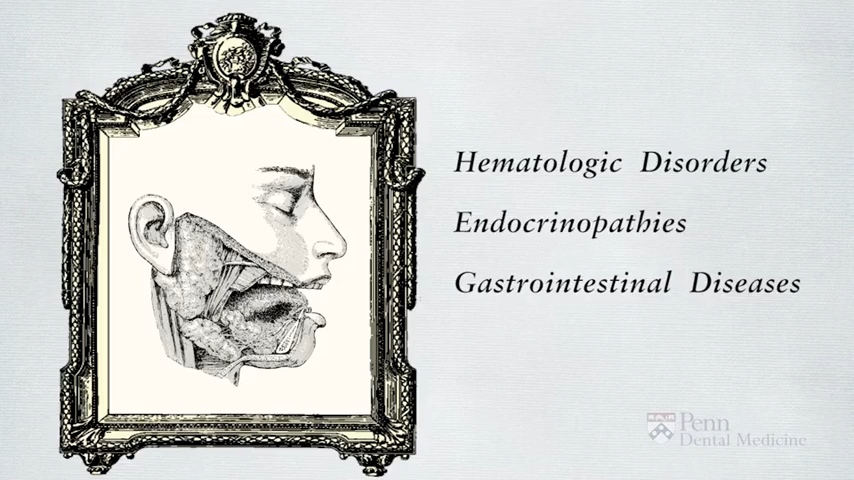 Hematologic Disorders
Endocrinopathies
Gastrointestinal Diseases
Penn
Dental Medicine